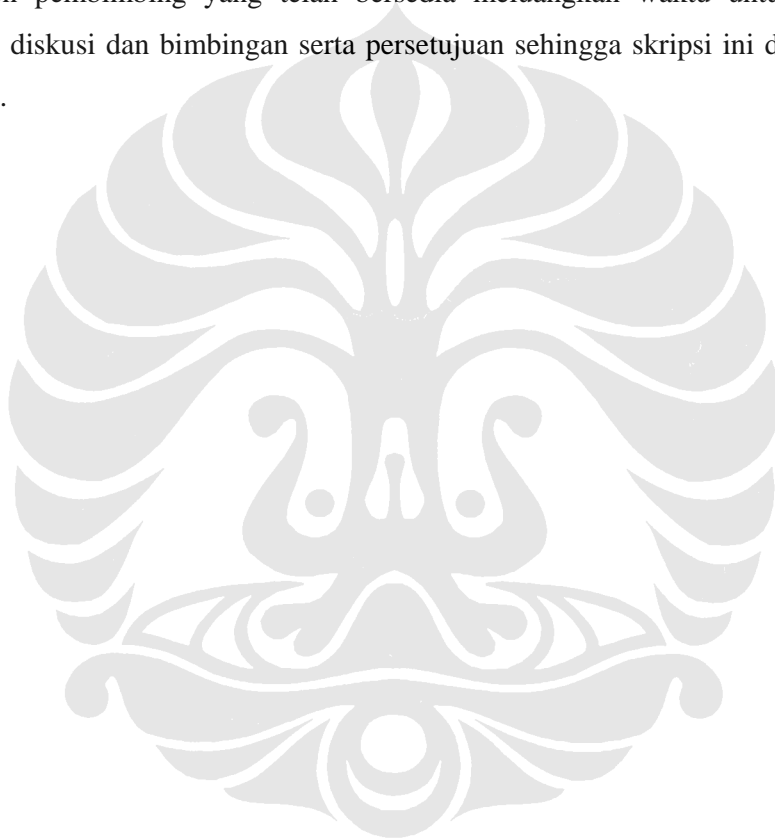 pembimbing yang telah bersedia meluangkan waktu
diskusi dan bimbingan serta persetujuan sehingga skripsi ini
.